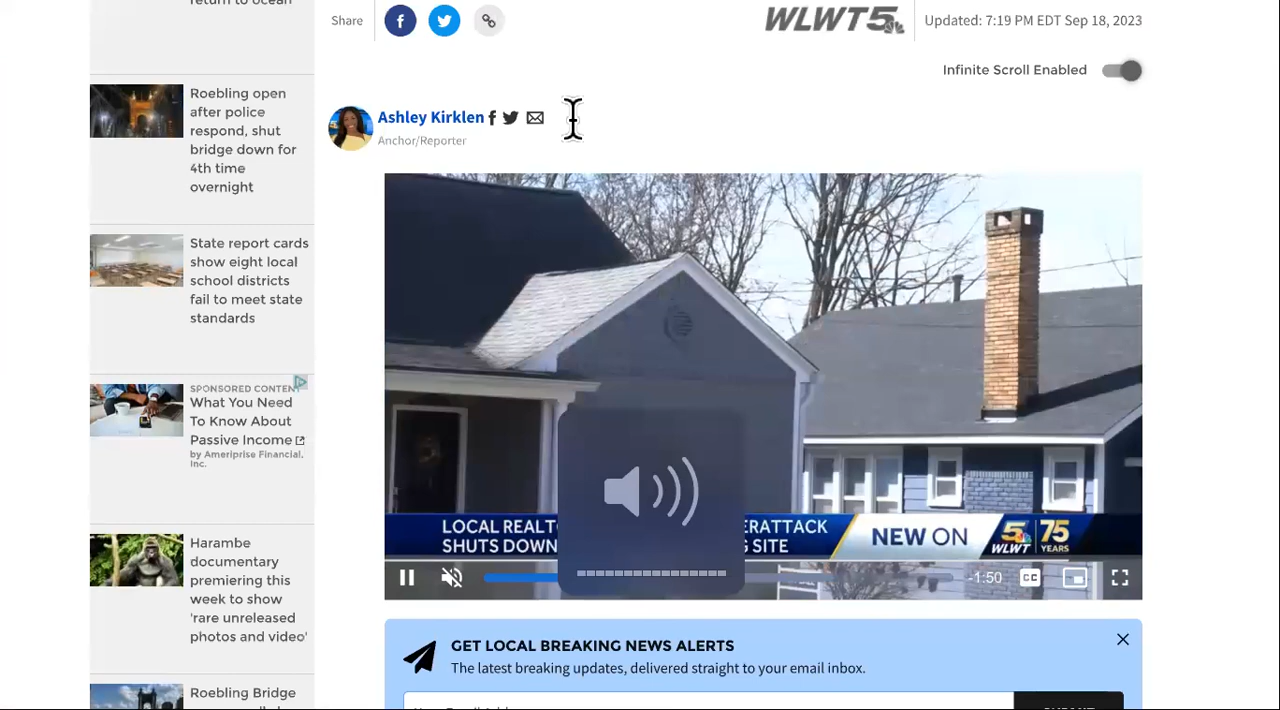 return to ocean
Roebling open
after police
respond, shut
bridge down for
4th time
overnight
State report cards
show eight local
school districts
fail to meet state
standards
SPONSORED CONTENT
What You Need
To Know About
Passive Income
by Ameriprise Financial,
Inc.
Harambe
documentary
premiering this
week to show
'rare unreleased
photos and video'
Roebling Bridge
Share
WLWT5
Updated: 7:19 PM EDT Sep 18, 2023
Infinite Scroll Enabled
Ashley Kirklen
Anchor/Reporter
LOCAL REALT ERATTACK
SHUTS DOWN G SITE
NEW ON
5 WLWT
75 YEARS
-1:50
CC
GET LOCAL BREAKING NEWS ALERTS
The latest breaking updates, delivered straight to your email inbox.